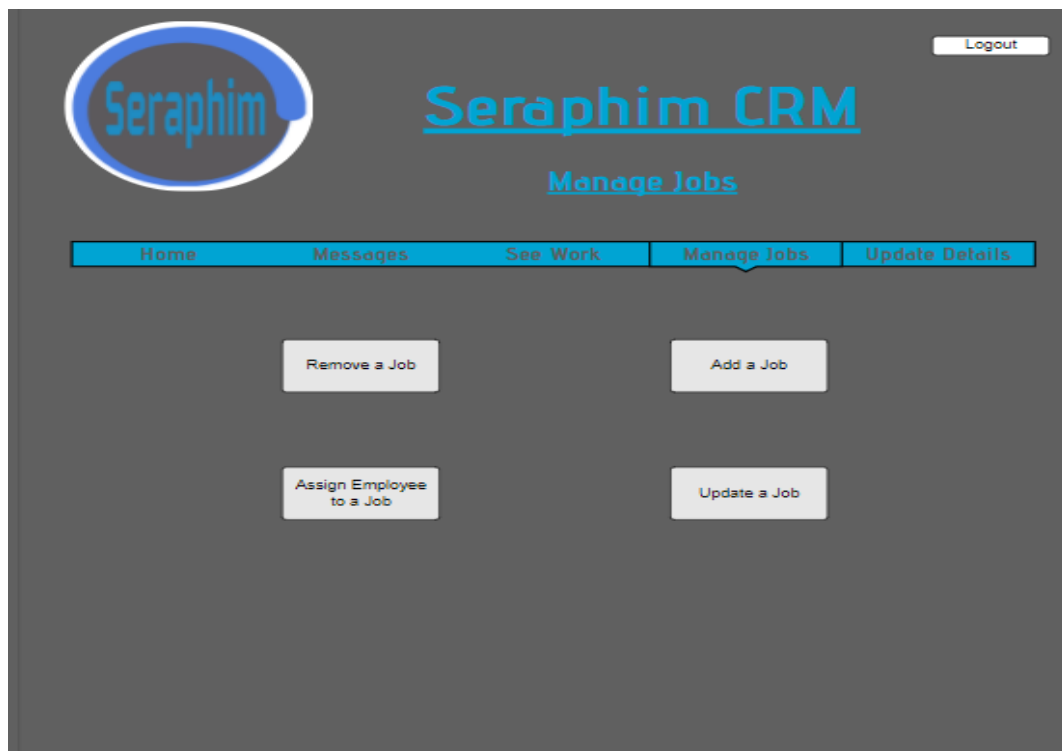 Logout
Seraphim
Seraphim CRM
Manage Jobs
Home Messages See Work Manage Jobs Update Details
Remove a Job
Add a Job
Assign Employee
to a Job
Update a Job